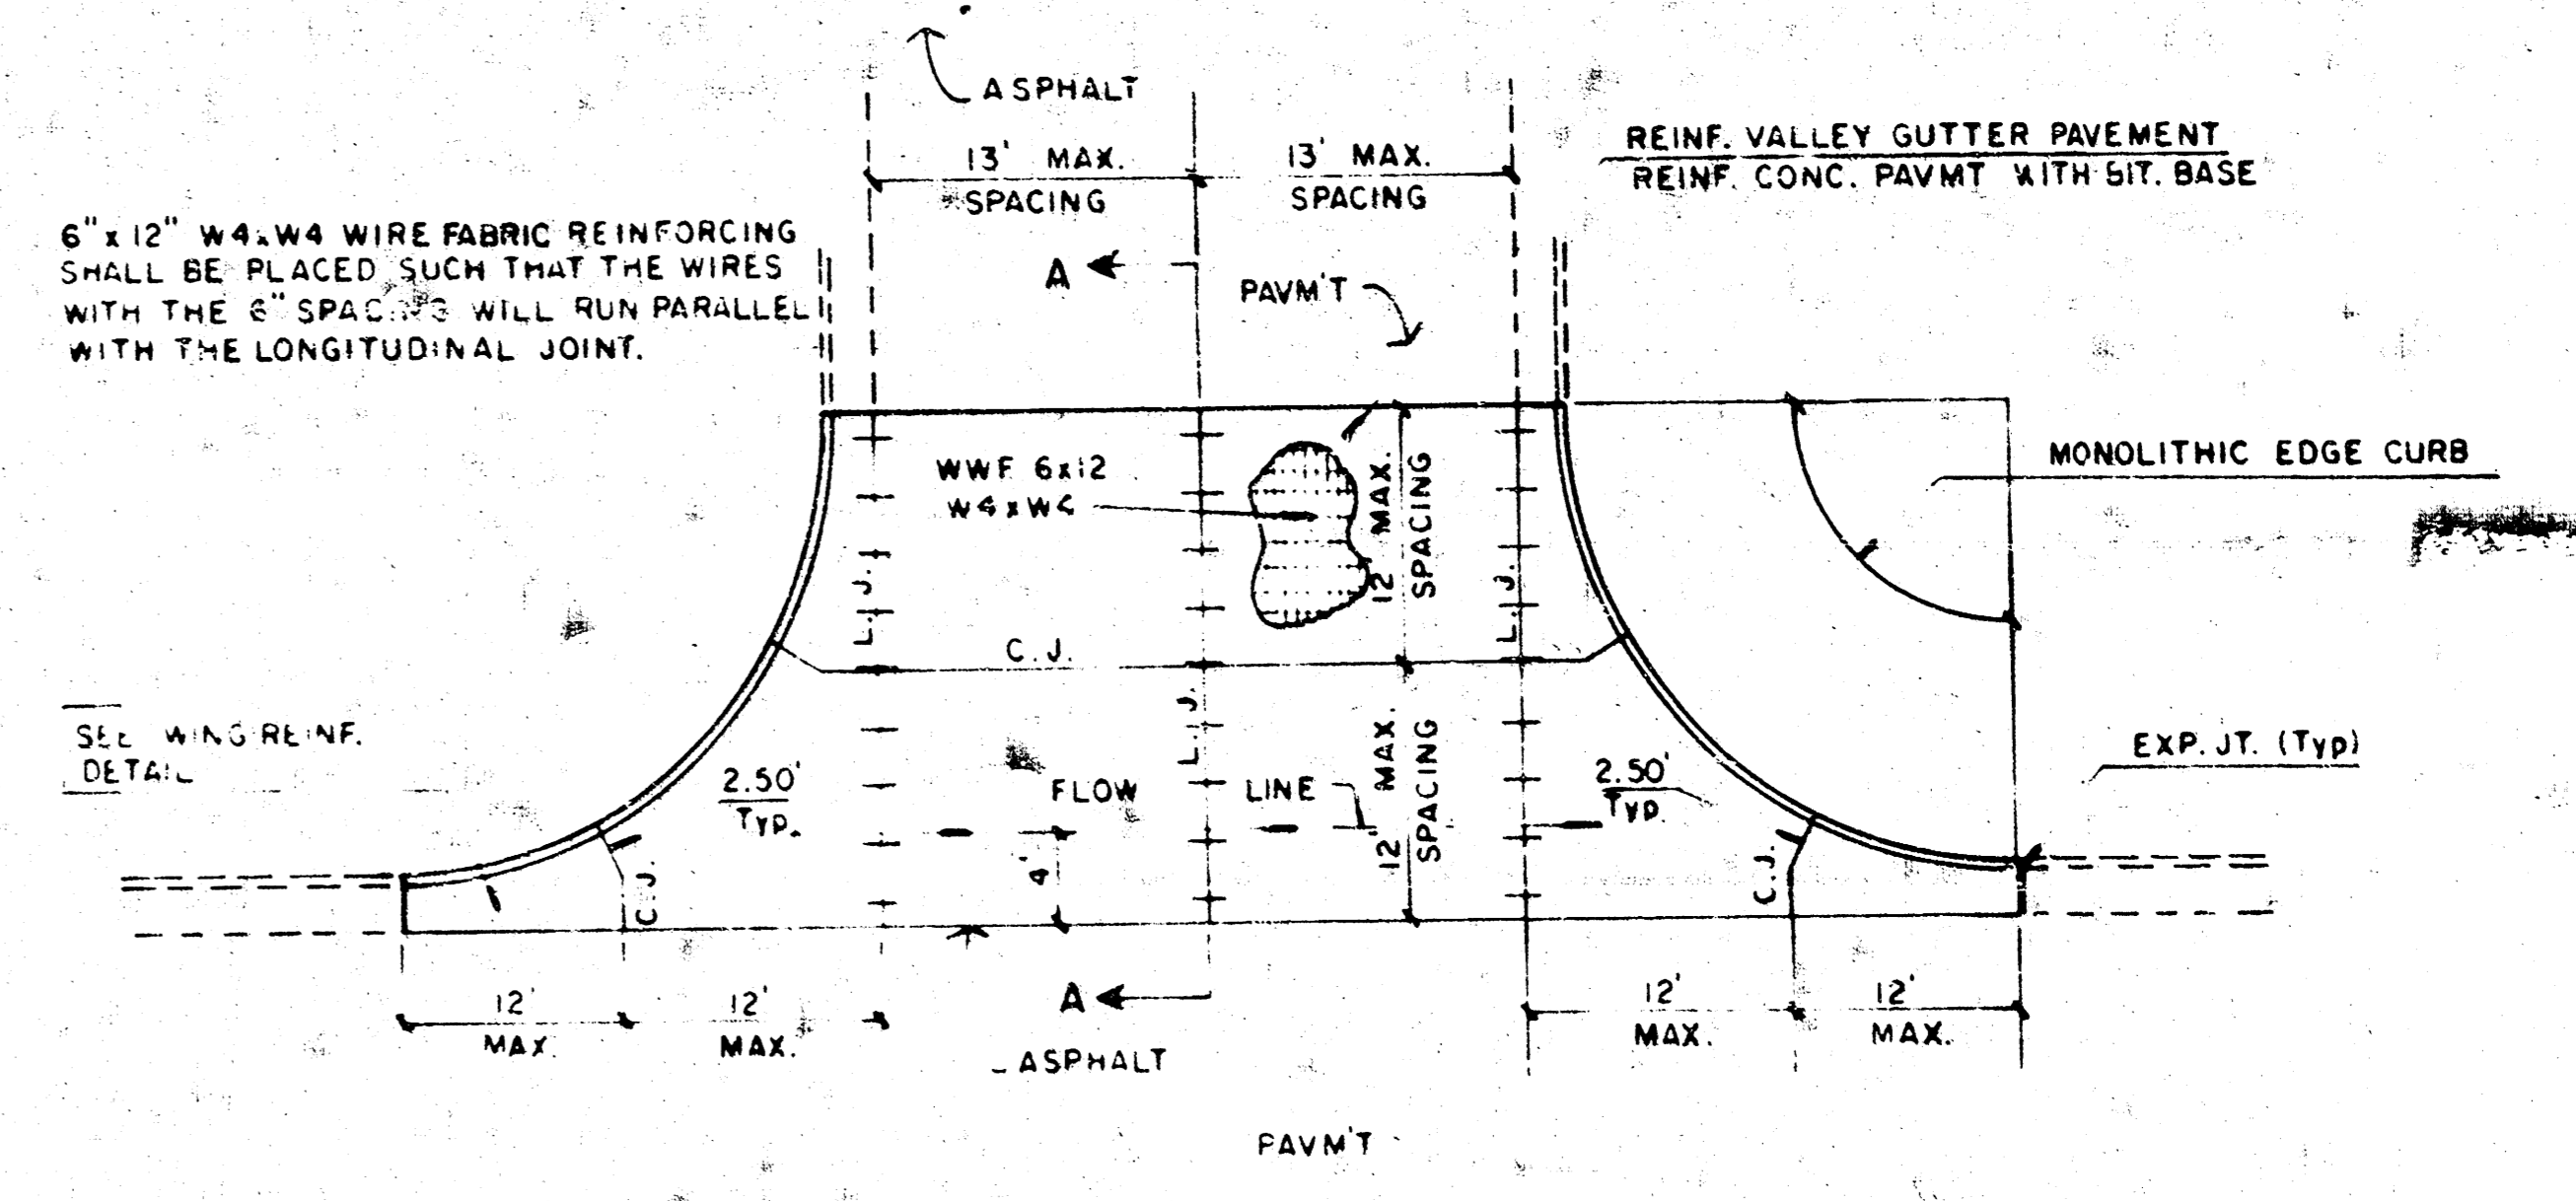 ASPHALT
13' MAX.
SPACING
13' MAX.
SPACING
REINF. VALLEY GUTTER PAVEMENT
REINF. CONC. PAVMT WITH BIT. BASE
6"x12" W4xW4 WIRE FABRIC REINFORCING
SHALL BE PLACED SUCH THAT THE WIRES
WITH THE 6" SPACING WILL RUN PARALLEL
WITH THE LONGITUDINAL JOINT.
A
PAVM'T
WWF 6x12
W4xW4
12' MAX.
SPACING
MONOLITHIC EDGE CURB
L.J.
L.J.
C.J.
L.J.
SEE WING REINF.
DETAIL
2.50'
TYP.
FLOW LINE
12' MAX.
SPACING
2.50'
TYP.
EXP. JT. (TYP)
4'
C.J.
C.J.
12'
MAX.
12'
MAX.
A
12'
MAX.
12'
MAX.
ASPHALT
PAVM'T